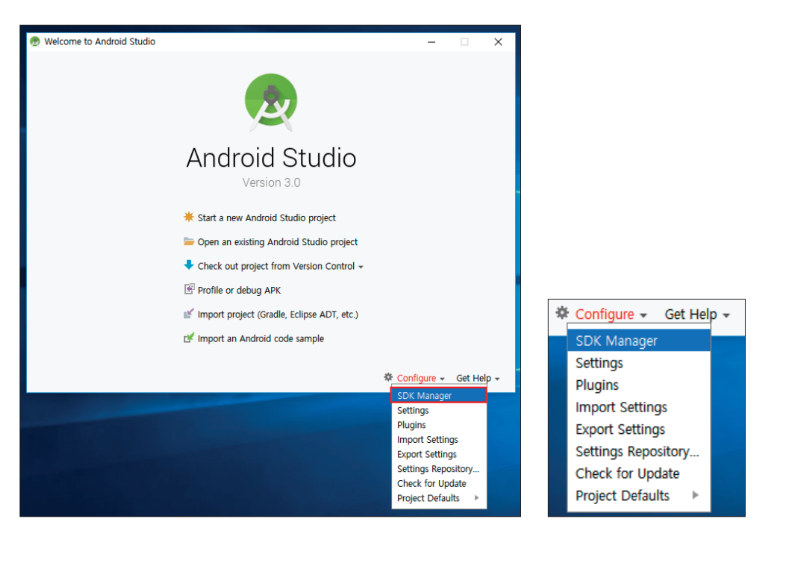 Welcome to Android Studio
Android Studio
Version 3.0
Start a new Android Studio project
Open an existing Android Studio project
Check out project from Version Control
Profile or debug APK
Import project (Gradle, Eclipse ADT, etc.)
Import an Android code sample
Configure Get Help
SDK Manager
Settings
Plugins
Import Settings
Export Settings
Settings Repository...
Check for Update
Project Defaults
Configure Get Help
SDK Manager
Settings
Plugins
Import Settings
Export Settings
Settings Repository...
Check for Update
Project Defaults